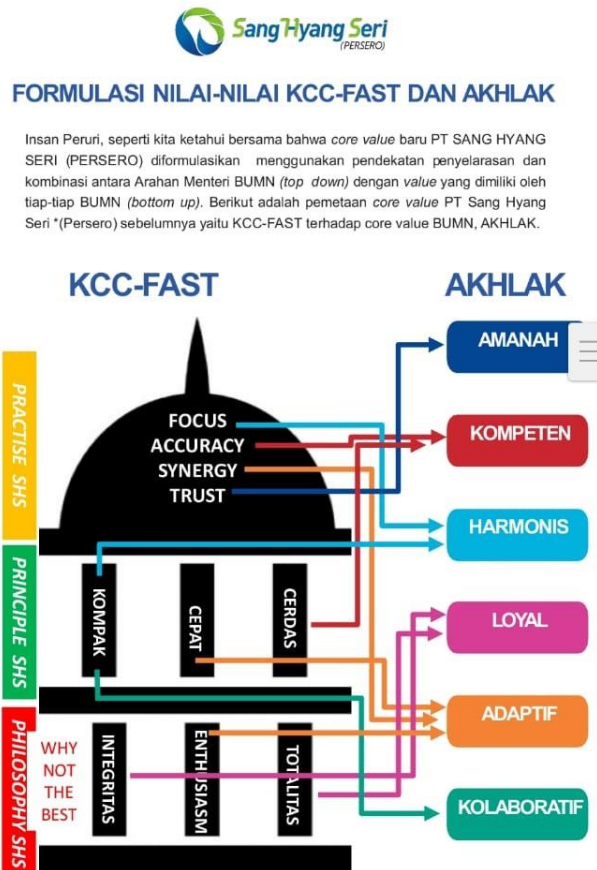 Sang Hyang Seri
(PERSERO)
FORMULASI NILAI-NILAI KCC-FAST DAN AKHLAK
Insan Peruri, seperti kita ketahui bersama bahwa core value baru PT SANG HYANG
SERI (PERSERO) diformulasikan menggunakan pendekatan penyelarasan dan
kombinasi antara Arahan Menteri BUMN (top down) dengan value yang dimiliki oleh
tiap-tiap BUMN (bottom up). Berikut adalah pemetaan core value PT Sang Hyang
Seri *(Persero) sebelumnya yaitu KCC-FAST terhadap core value BUMN, AKHLAK.
KCC-FAST
AKHLAK
PRACTISE SHS
FOCUS
ACCURACY
SYNERGY
TRUST
PRINCIPLE SHS
KOMPAK
CEPAT
CERDAS
PHILOSOPHY SHS
WHY
NOT
THE
BEST
INTEGRITAS
ENTHUSIASM
TOTALITAS
AMANAH
KOMPETEN
HARMONIS
LOYAL
ADAPTIF
KOLABORATIF